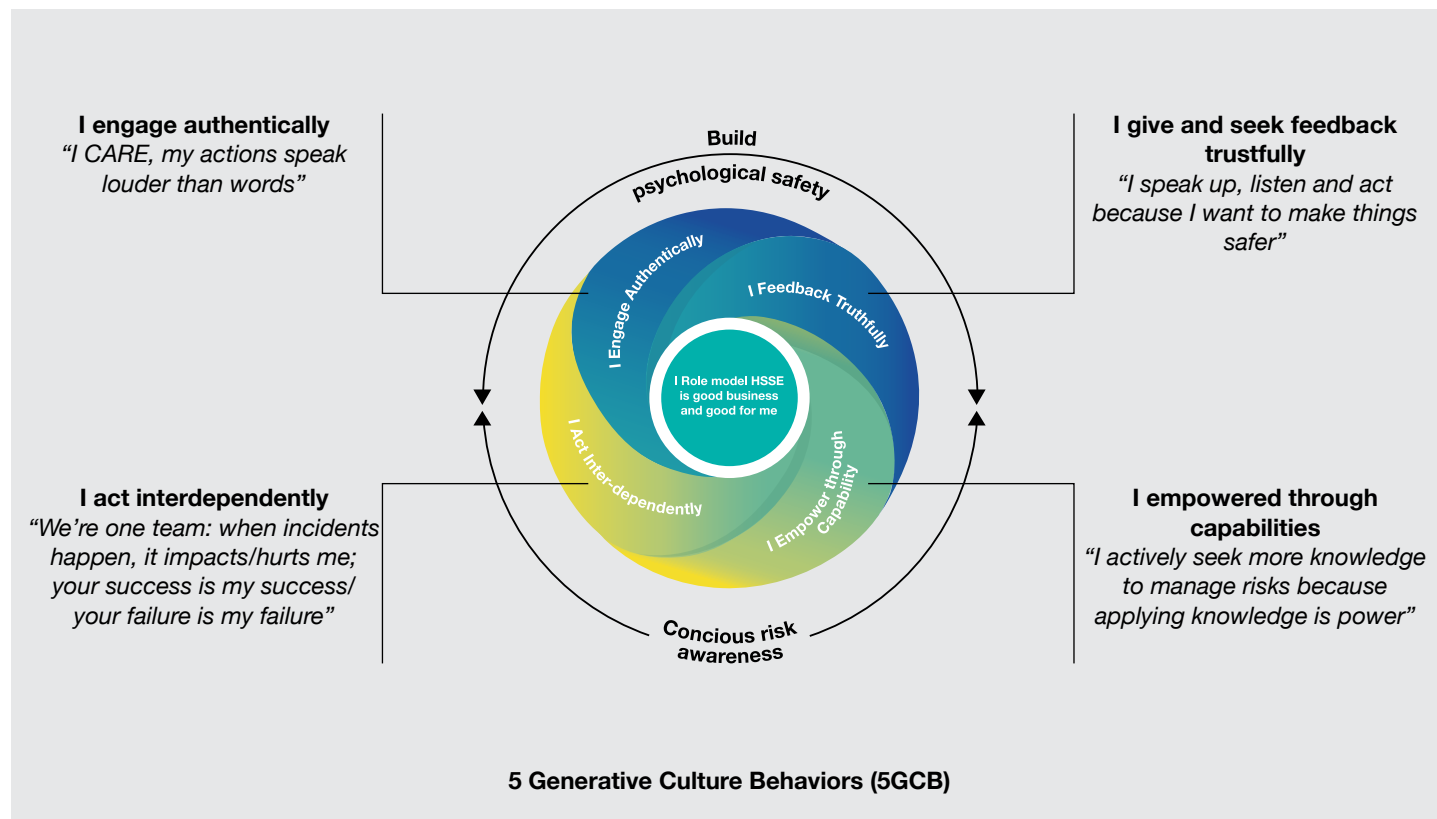 I engage authentically
“I CARE, my actions speak
louder than words”
Build
psychological safety
I give and seek feedback
trustfully
“I speak up, listen and act
because I want to make things
safer”
I Engage Authentically
I Feedback Truthfully
I Role model HSSE
is good business
and good for me
I Act Inter-dependently
I Empower through
Capability
I act interdependently
“We’re one team: when incidents
happen, it impacts/hurts me;
your success is my success/
your failure is my failure”
I empowered through
capabilities
“I actively seek more knowledge
to manage risks because
applying knowledge is power”
Concious risk
awareness
5 Generative Culture Behaviors (5GCB)